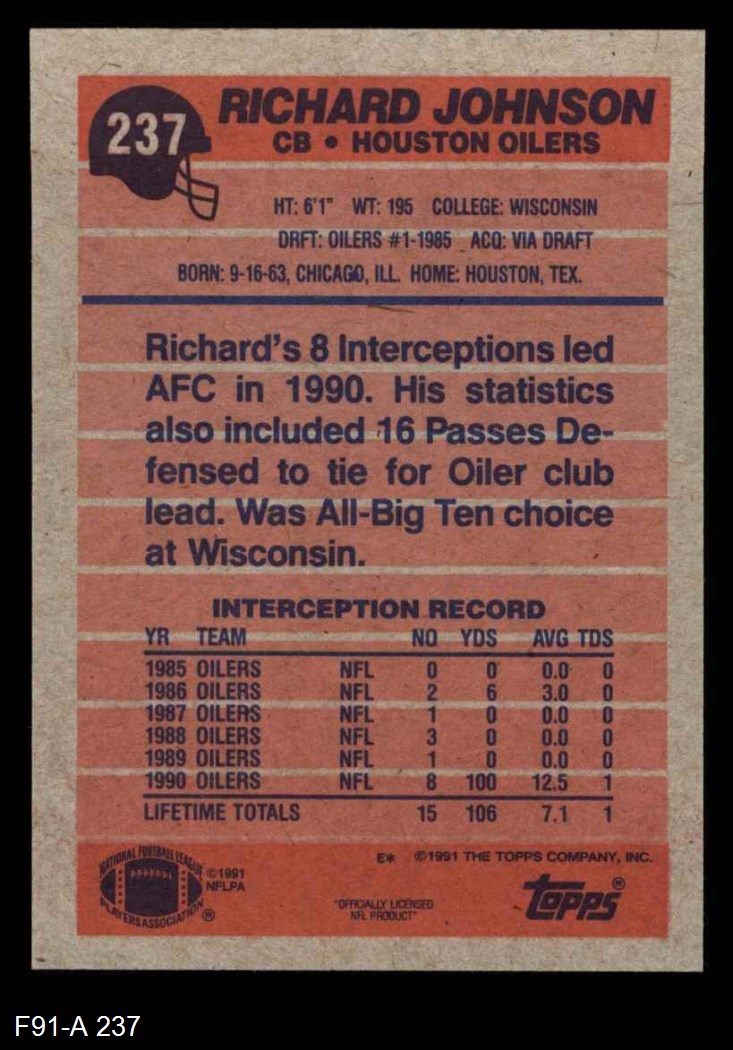 237
RICHARD JOHNSON
CB • HOUSTON OILERS
HT: 6'1" WT: 195 COLLEGE: WISCONSIN
DRFT: OILERS #1-1985 ACQ: VIA DRAFT
BORN: 9-16-63, CHICAGO, ILL. HOME: HOUSTON, TEX.
Richard's 8 Interceptions led
AFC in 1990. His statistics
also included 16 Passes De-
fensed to tie for Oiler club
lead. Was All-Big Ten choice
at Wisconsin.
INTERCEPTION RECORD
YR TEAM NO YDS AVG TDS
1985 OILERS NFL 0 0 0.0 0
1986 OILERS NFL 2 6 3.0 0
1987 OILERS NFL 1 0 0.0 0
1988 OILERS NFL 3 0 0.0 0
1989 OILERS NFL 1 0 0.0 0
1990 OILERS NFL 8 100 12.5 1
LIFETIME TOTALS 15 106 7.1 1
NATIONAL FOOTBALL LEAGUE
PLAYERS ASSOCIATION ®
©1991
NFLPA
E* ©1991 THE TOPPS COMPANY, INC.
"OFFICIALLY LICENSED
NFL PRODUCT"
Topps ®
F91-A 237